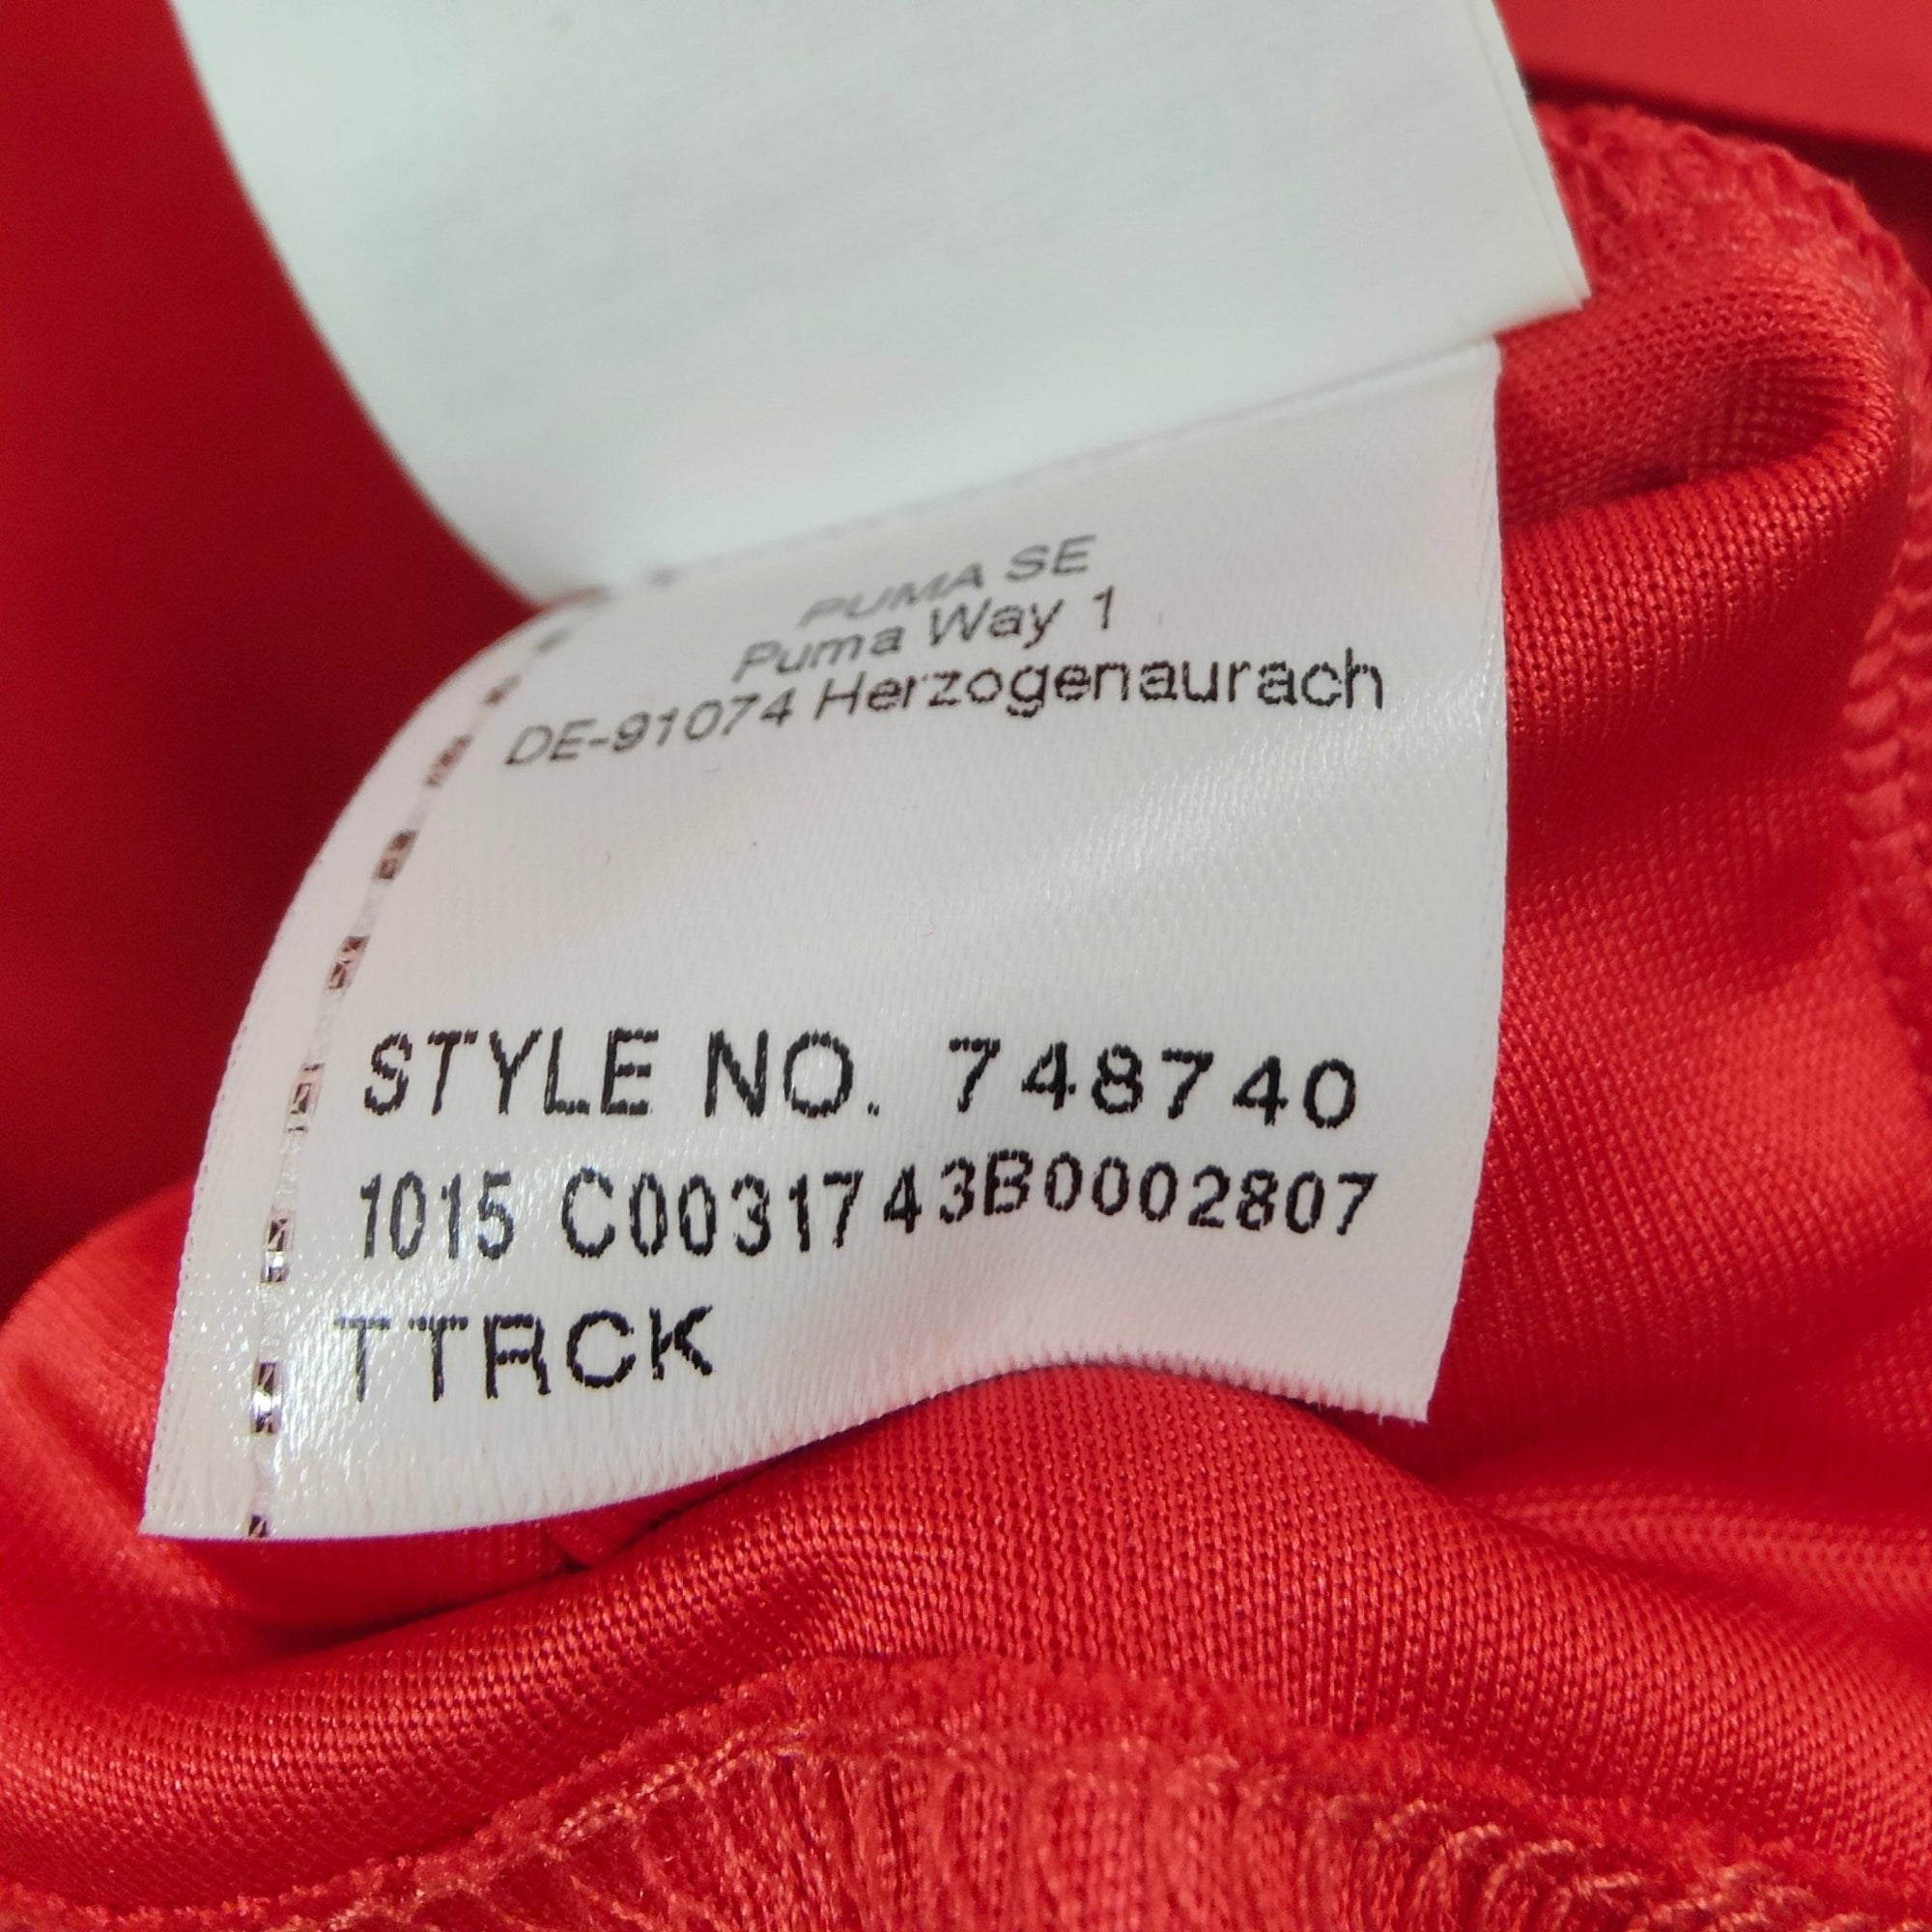 PUMA SE
Puma Way 1
DE-91074 Herzogenaurach
STYLE NO. 748740
1015 C0031743B0002807
TTRCK